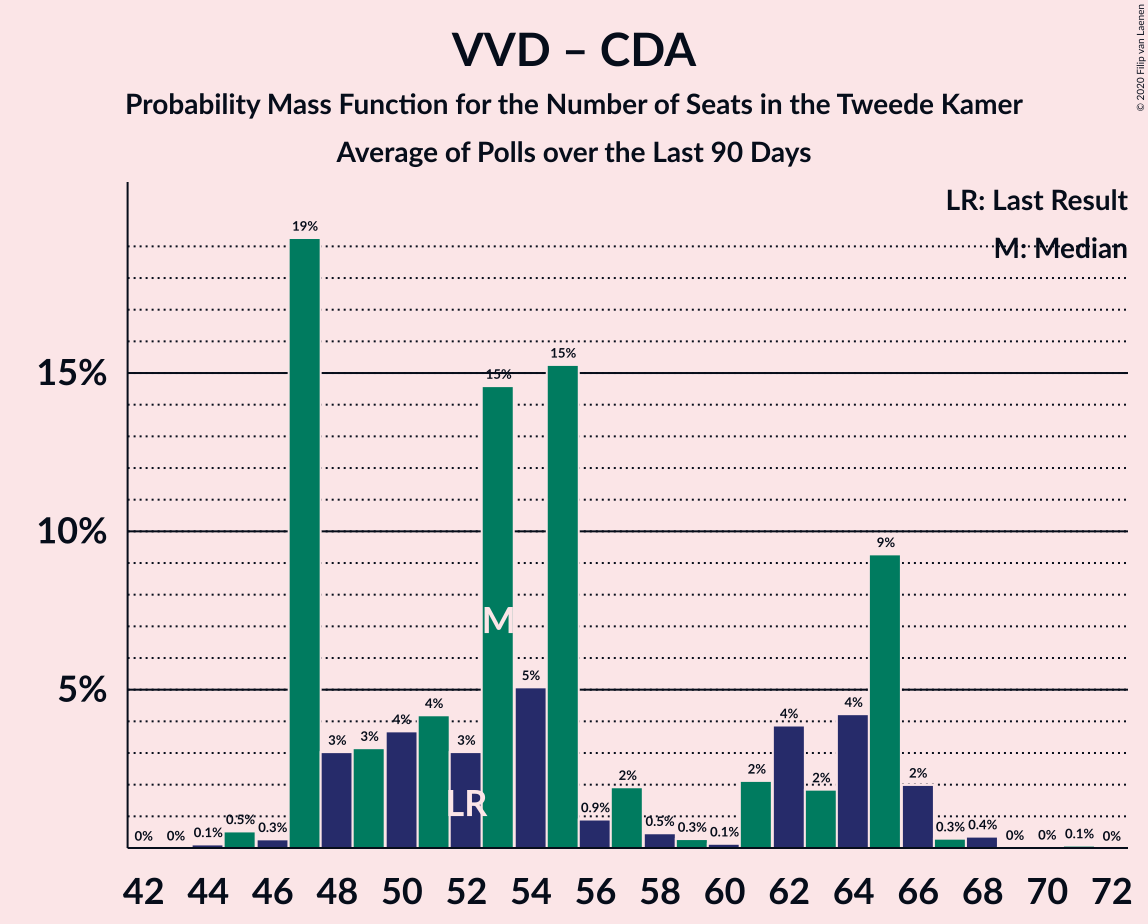 VVD – CDA
Probability Mass Function for the Number of Seats in the Tweede Kamer
Average of Polls over the Last 90 Days
© 2020 Filip van Laenen
LR: Last Result
M: Median
15%
10%
5%
0% 0% 0.1% 0.5% 0.3% 19% 3% 3% 4% 4% 3% 15% 5% 15% 0.9% 2% 0.5% 0.3% 0.1% 2% 4% 2% 4% 9% 2% 0.3% 0.4% 0% 0% 0.1% 0%
M
LR
42 44 46 48 50 52 54 56 58 60 62 64 66 68 70 72